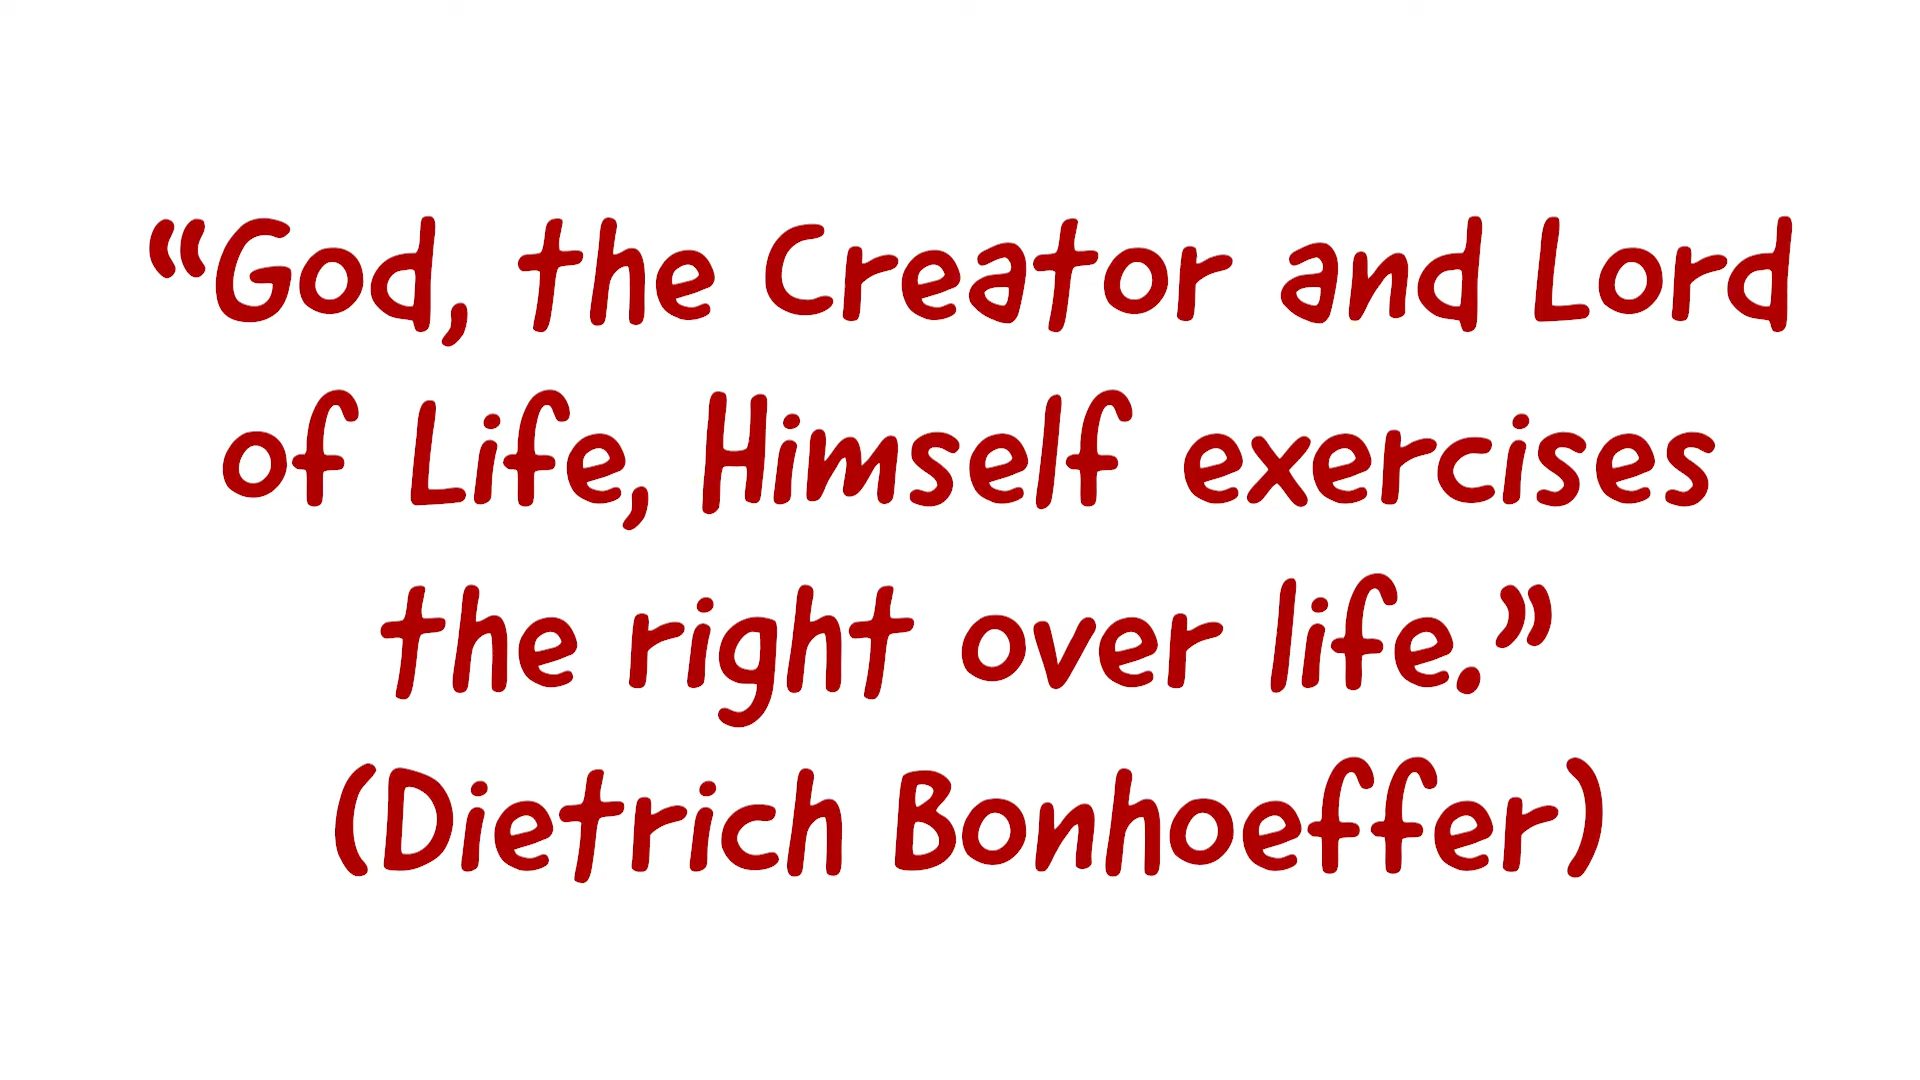 “God, the Creator and Lord
of Life, Himself exercises
the right over life.”
(Dietrich Bonhoeffer)